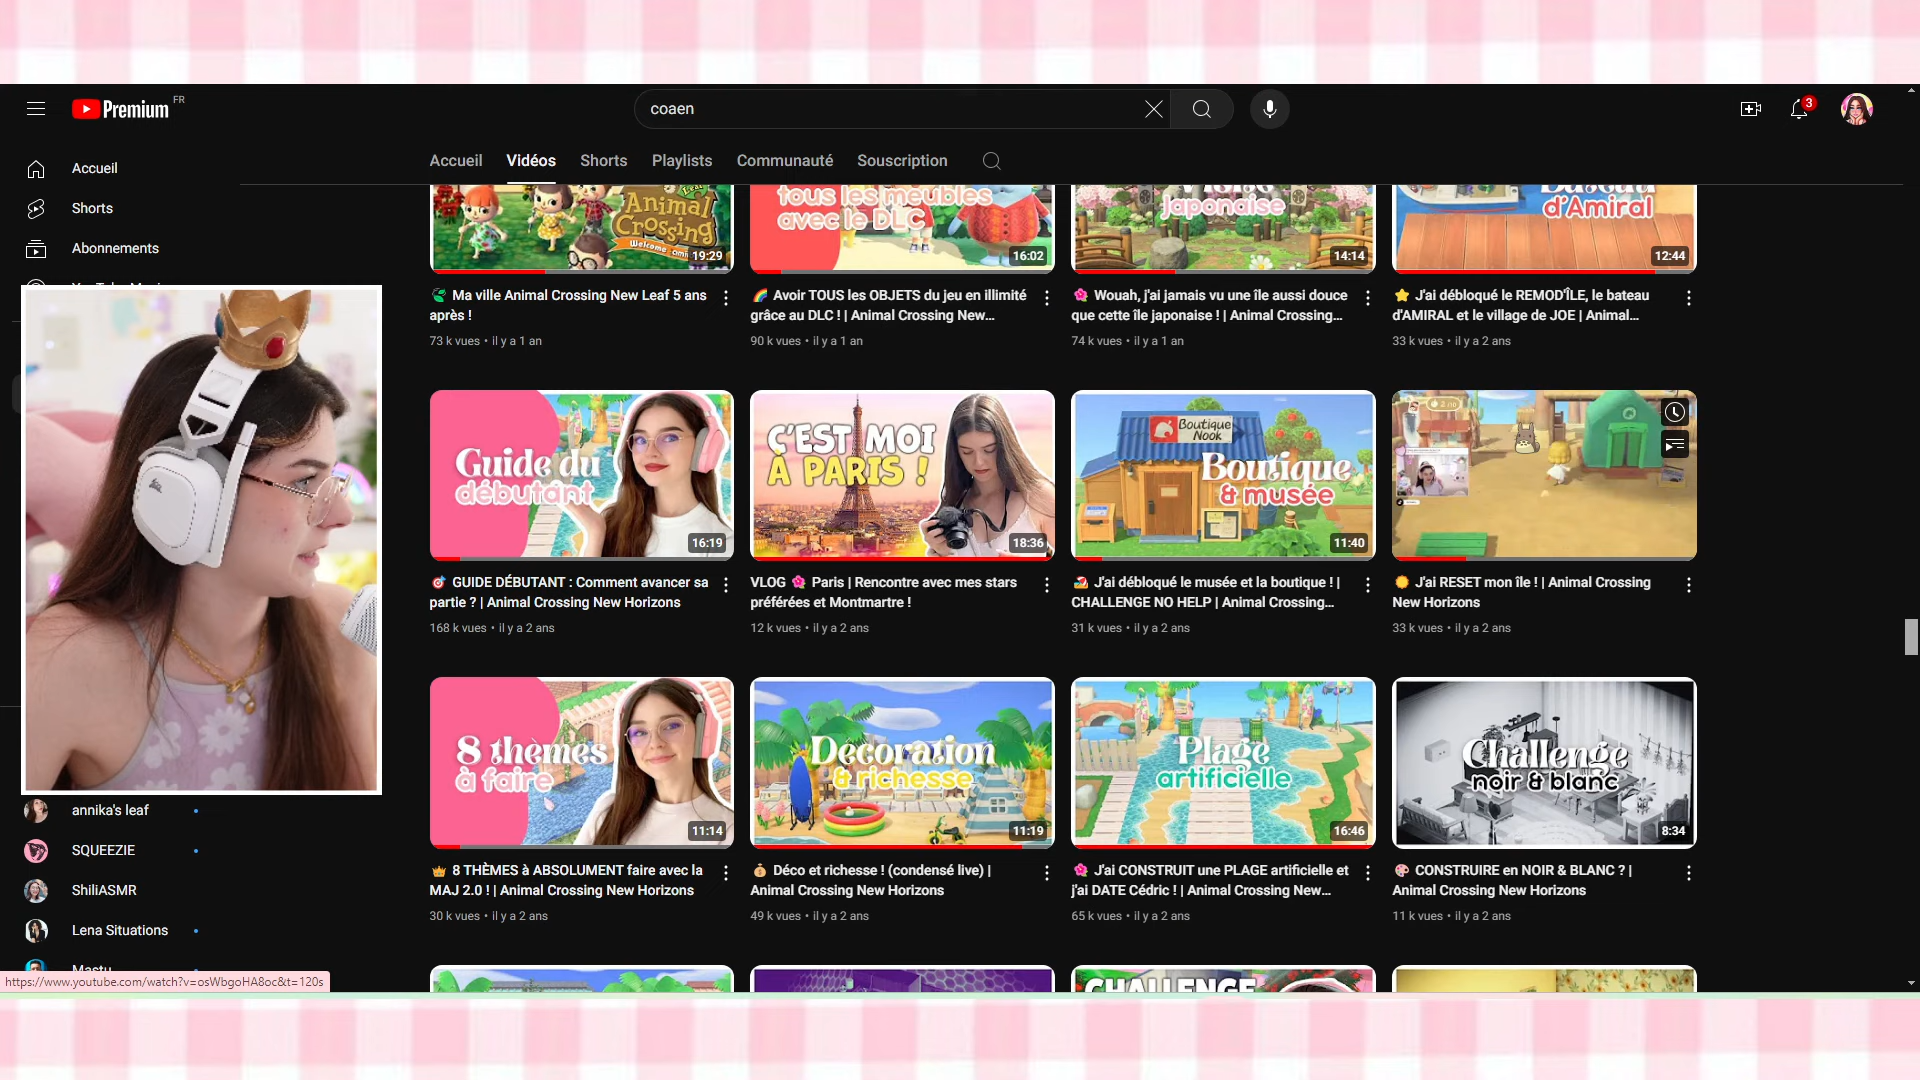 Premium FR
coaen
3
Accueil
Shorts
Abonnements
Accueil Vidéos Shorts Playlists Communauté Souscription
Animal
Crossing
19:29
tous les meubles
avec le DLC
16:02
japonaise
14:14
Bateau
d'Amiral
12:44
Ma ville Animal Crossing New Leaf 5 ans
après !
73 k vues • il y a 1 an
Avoir TOUS les OBJETS du jeu en illimité
grâce au DLC ! | Animal Crossing New...
90 k vues • il y a 1 an
Wouah, j'ai jamais vu une île aussi douce
que cette île japonaise ! | Animal Crossing...
74 k vues • il y a 1 an
J'ai débloqué le REMOD'ÎLE, le bateau
d'AMIRAL et le village de JOE | Animal...
33 k vues • il y a 2 ans
Guide du
débutant
16:19
C'EST MOI
À PARIS !
18:36
Boutique
Nook
Boutique
& musée
11:40
GUIDE DÉBUTANT : Comment avancer sa
partie ? | Animal Crossing New Horizons
168 k vues • il y a 2 ans
VLOG Paris | Rencontre avec mes stars
préférées et Montmartre !
12 k vues • il y a 2 ans
J'ai débloqué le musée et la boutique ! |
CHALLENGE NO HELP | Animal Crossing...
31 k vues • il y a 2 ans
J'ai RESET mon île ! | Animal Crossing
New Horizons
33 k vues • il y a 2 ans
8 thèmes
à faire
11:14
Decoration
& richesse
11:19
Plage
artificielle
16:46
Challenge
noir & blanc
8:34
8 THÈMES à ABSOLUMENT faire avec la
MAJ 2.0 ! | Animal Crossing New Horizons
30 k vues • il y a 2 ans
Déco et richesse ! (condensé live) |
Animal Crossing New Horizons
49 k vues • il y a 2 ans
J'ai CONSTRUIT une PLAGE artificielle et
j'ai DATE Cédric ! | Animal Crossing New...
65 k vues • il y a 2 ans
CONSTRUIRE en NOIR & BLANC ? |
Animal Crossing New Horizons
11 k vues • il y a 2 ans
CHALLENGE
annika's leaf
SQUEEZIE
ShiliASMR
Lena Situations
Mastu
https://www.youtube.com/watch?v=osWbgoHA8oc&t=120s